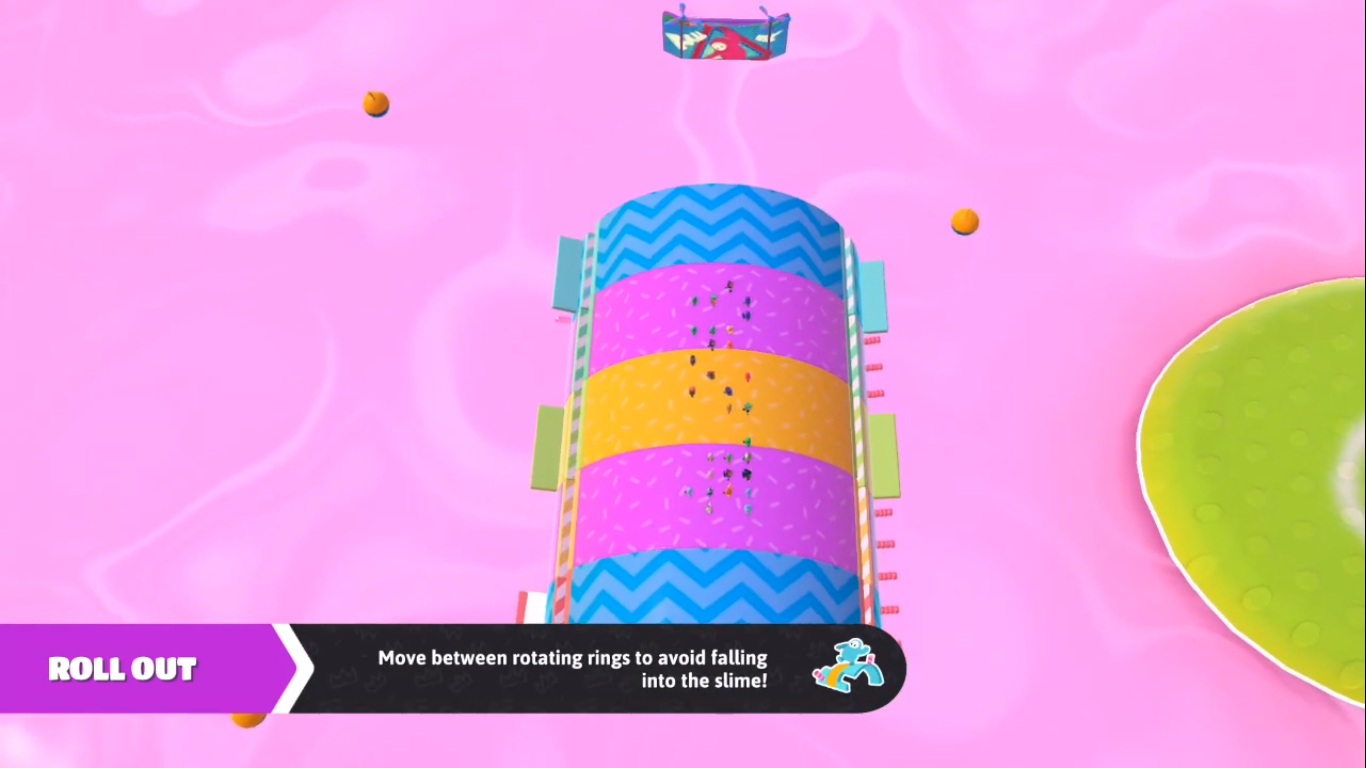 ROLL OUT
Move between rotating rings to avoid falling
into the slime!